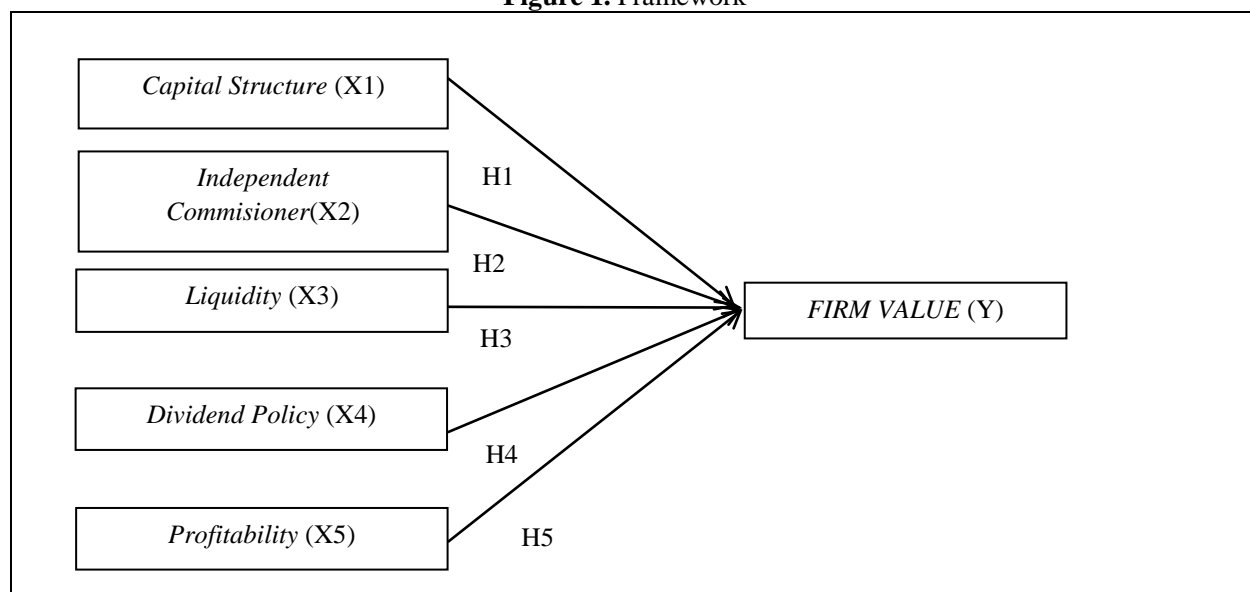 Figure 1. Framework
Capital Structure (X1)
Independent
Commisioner(X2)
H1
H2
Liquidity (X3)
FIRM VALUE (Y)
H3
Dividend Policy (X4)
H4
Profitability (X5)
H5